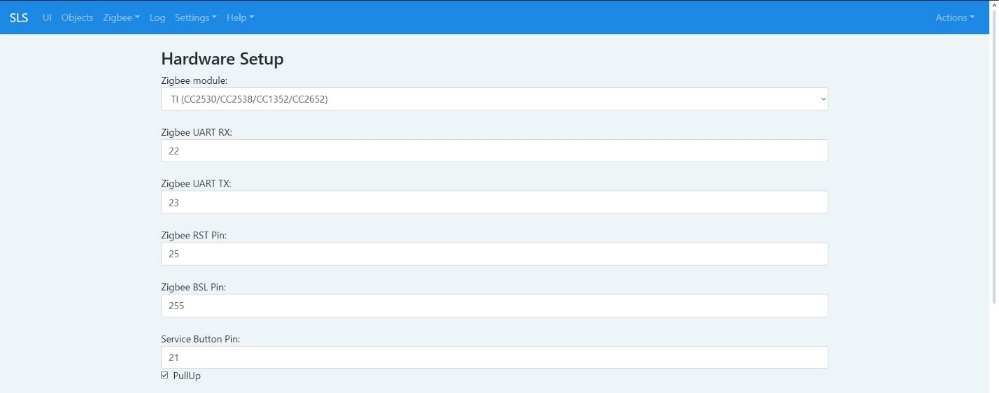 SLS UI Objects Zigbee Log Settings Help Actions
Hardware Setup
Zigbee module:
TI (CC2530/CC2538/CC1352/CC2652)
Zigbee UART RX:
22
Zigbee UART TX:
23
Zigbee RST Pin:
25
Zigbee BSL Pin:
255
Service Button Pin:
21
PullUp